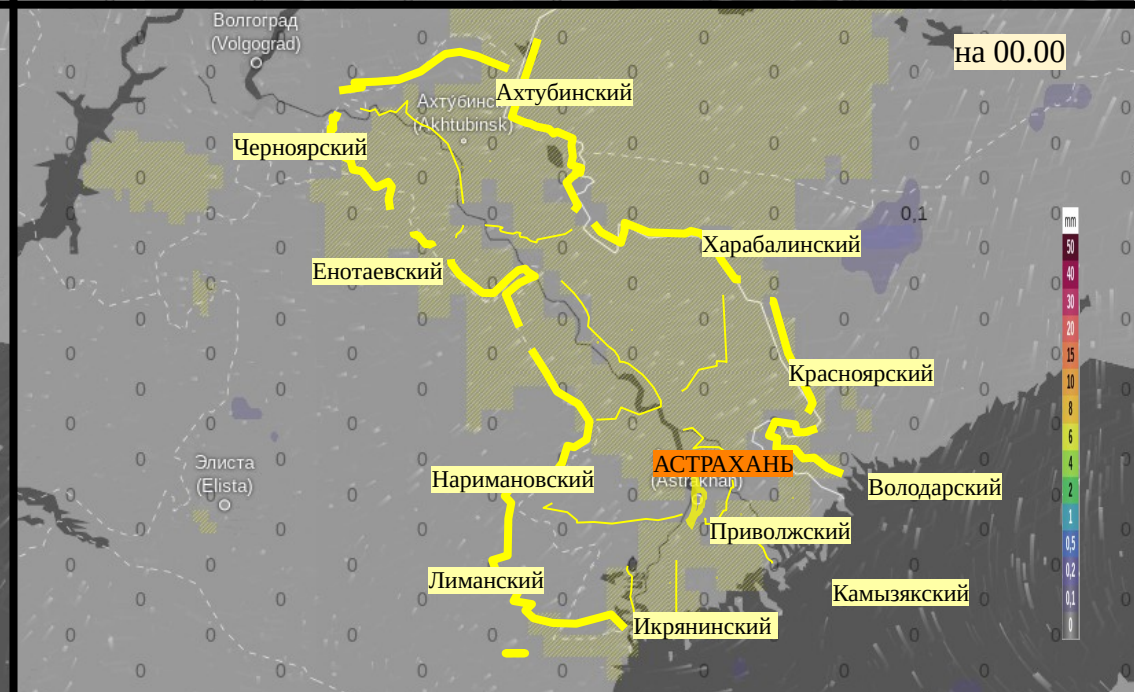 Волгоград
(Volgograd)
на 00.00
Ахтубинский
Ахтубинс
(Akhtubinsk)
Черноярский
0,1
mm
50
Харабалинский
40
Енотаевский
30
20
15
Красноярский
10
8
6
АСТРАХАНЬ
Элиста
(Elista)
(Astrakhan)
4
Наримановский
Володарский
2
1
Приволжский
0,5
0,2
Лиманский
Камызякский
0,1
Икрянинский
0